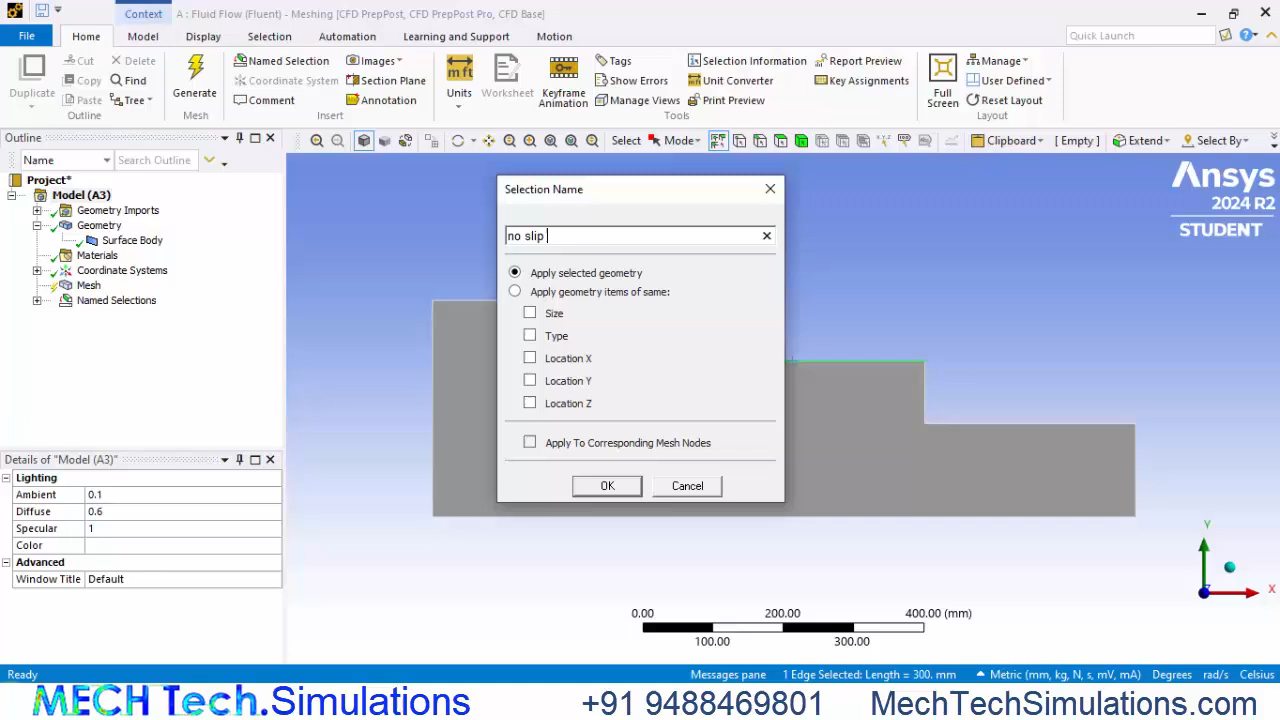 Context
A : Fluid Flow (Fluent) - Meshing [CFD PrepPost, CFD PrepPost Pro, CFD Base]
File Home Model Display Selection Automation Learning and Support Motion Quick Launch
Duplicate
Cut
Copy
Paste
Delete
Find
Tree
Outline
Generate
Mesh
Named Selection
Coordinate System
Comment
Images
Section Plane
Annotation
Insert
Units
Worksheet
Keyframe
Animation
Tags
Show Errors
Manage Views
Selection Information
Unit Converter
Print Preview
Report Preview
Key Assignments
Tools
Full
Screen
Manage
User Defined
Reset Layout
Layout
Outline
Select Mode Clipboard [ Empty ] Extend Select By
Name Search Outline
Project*
Model (A3)
Geometry Imports
Geometry
Surface Body
Materials
Coordinate Systems
Mesh
Named Selections
Ansys
2024 R2
STUDENT
Selection Name
no slip
Apply selected geometry
Apply geometry items of same:
Size
Type
Location X
Location Y
Location Z
Apply To Corresponding Mesh Nodes
OK Cancel
Details of "Model (A3)"
Lighting
Ambient 0.1
Diffuse 0.6
Specular 1
Color
Advanced
Window Title Default
Y
X
0.00 200.00 400.00 (mm)
100.00 300.00
Ready Messages pane 1 Edge Selected: Length = 300. mm Metric (mm, kg, N, s, mV, mA) Degrees rad/s Celsius
MECH Tech.Simulations +91 9488469801 MechTechSimulations.com